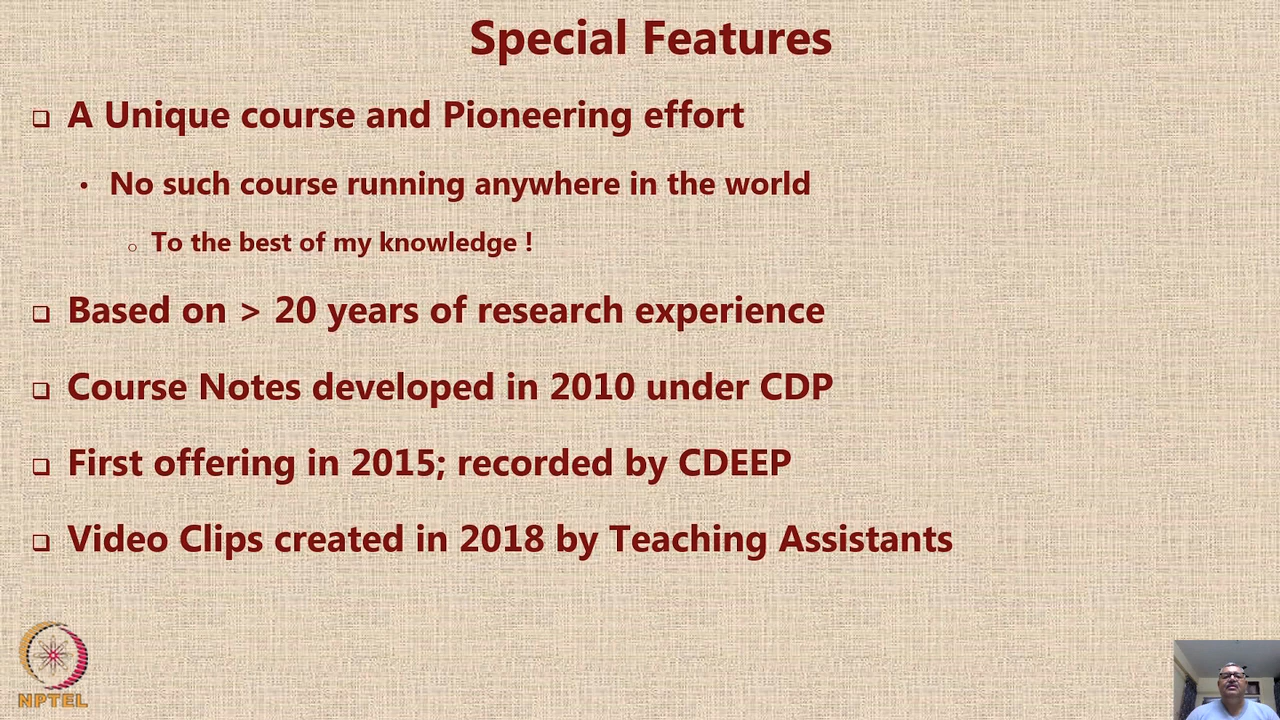 Special Features
A Unique course and Pioneering effort
No such course running anywhere in the world
To the best of my knowledge !
Based on > 20 years of research experience
Course Notes developed in 2010 under CDP
First offering in 2015; recorded by CDEEP
Video Clips created in 2018 by Teaching Assistants
NPTEL